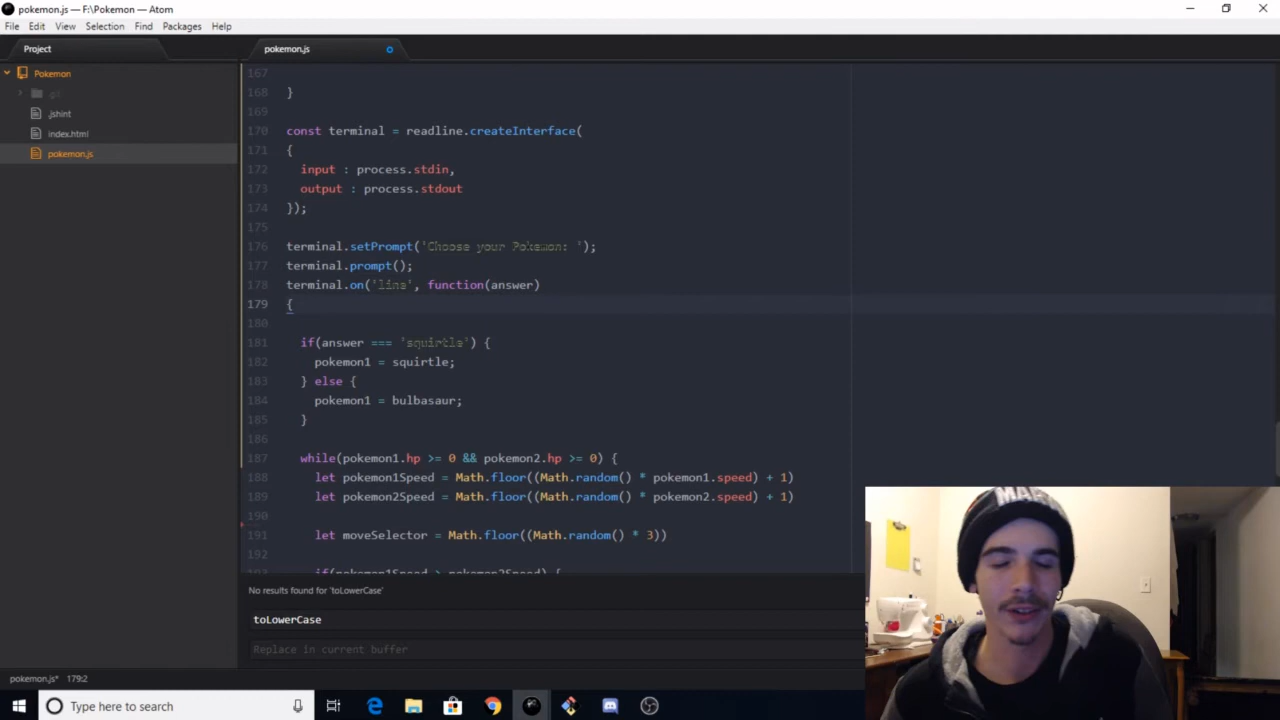 pokemon.js — F:\Pokemon — Atom
File Edit View Selection Find Packages Help
Project
pokemon.js
Pokemon
.git
.jshint
index.html
pokemon.js
167
168 }
169
170 const terminal = readline.createInterface(
171 {
172 input : process.stdin,
173 output : process.stdout
174 });
175
176 terminal.setPrompt('Choose your Pokemon: ');
177 terminal.prompt();
178 terminal.on('line', function(answer)
179 {
180
181 if(answer === 'squirtle') {
182 pokemon1 = squirtle;
183 } else {
184 pokemon1 = bulbasaur;
185 }
186
187 while(pokemon1.hp >= 0 && pokemon2.hp >= 0) {
188 let pokemon1Speed = Math.floor((Math.random() * pokemon1.speed) + 1)
189 let pokemon2Speed = Math.floor((Math.random() * pokemon2.speed) + 1)
190
191 let moveSelector = Math.floor((Math.random() * 3))
192
if(pokemon1Speed > pokemon2Speed) {
No results found for 'toLowerCase'
toLowerCase
Replace in current buffer
pokemon.js* 179:2
Type here to search